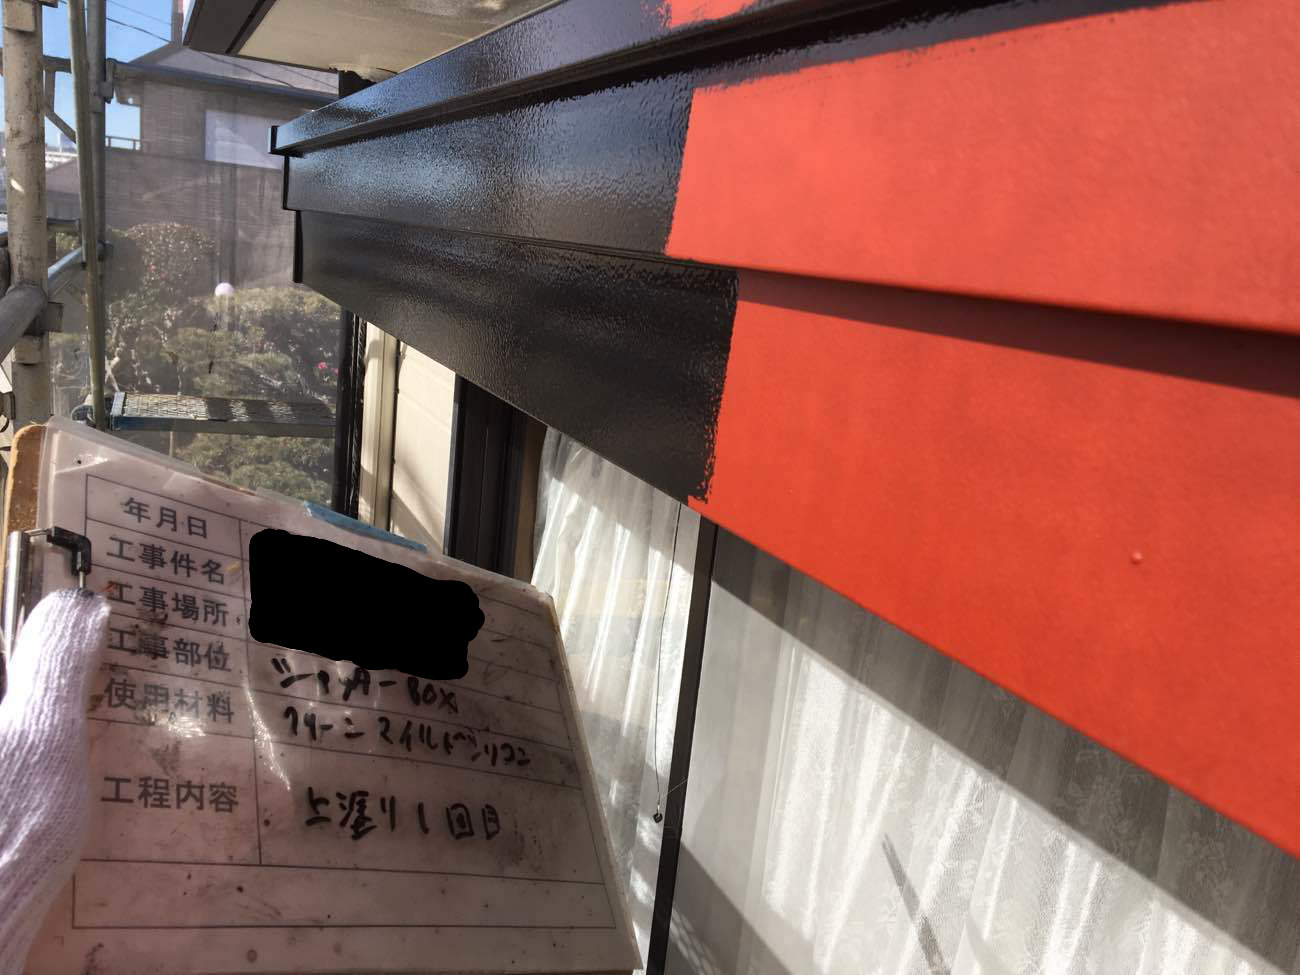 年月日
工事件名
工事場所
工事部位 シャッターBOX
使用材料 クリーンマイルドシリコン
工程内容 上塗り1回目